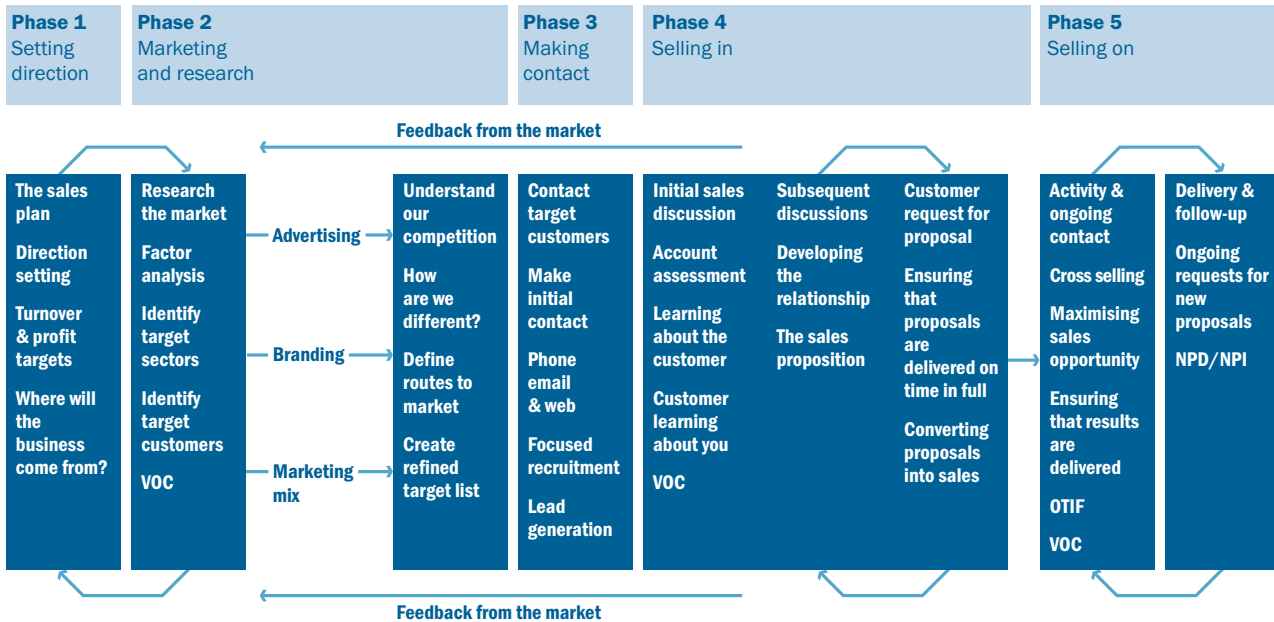 Phase 1
Setting
direction
Phase 2
Marketing
and research
Phase 3
Making
contact
Phase 4
Selling in
Phase 5
Selling on
Feedback from the market
The sales
plan
Direction
setting
Turnover
& profit
targets
Where will
the
business
come from?
Research
the market
Factor
analysis
Identify
target
sectors
Identify
target
customers
VOC
Advertising
Branding
Marketing
mix
Understand
our
competition
How
are we
different?
Define
routes to
market
Create
refined
target list
Contact
target
customers
Make
initial
contact
Phone
email
& web
Focused
recruitment
Lead
generation
Initial sales
discussion
Account
assessment
Learning
about the
customer
Customer
learning
about you
VOC
Subsequent
discussions
Developing
the
relationship
The sales
proposition
Customer
request for
proposal
Ensuring
that
proposals
are
delivered on
time in full
Converting
proposals
into sales
Activity &
ongoing
contact
Cross selling
Maximising
sales
opportunity
Ensuring
that results
are
delivered
OTIF
VOC
Delivery &
follow-up
Ongoing
requests for
new
proposals
NPD/NPI
Feedback from the market